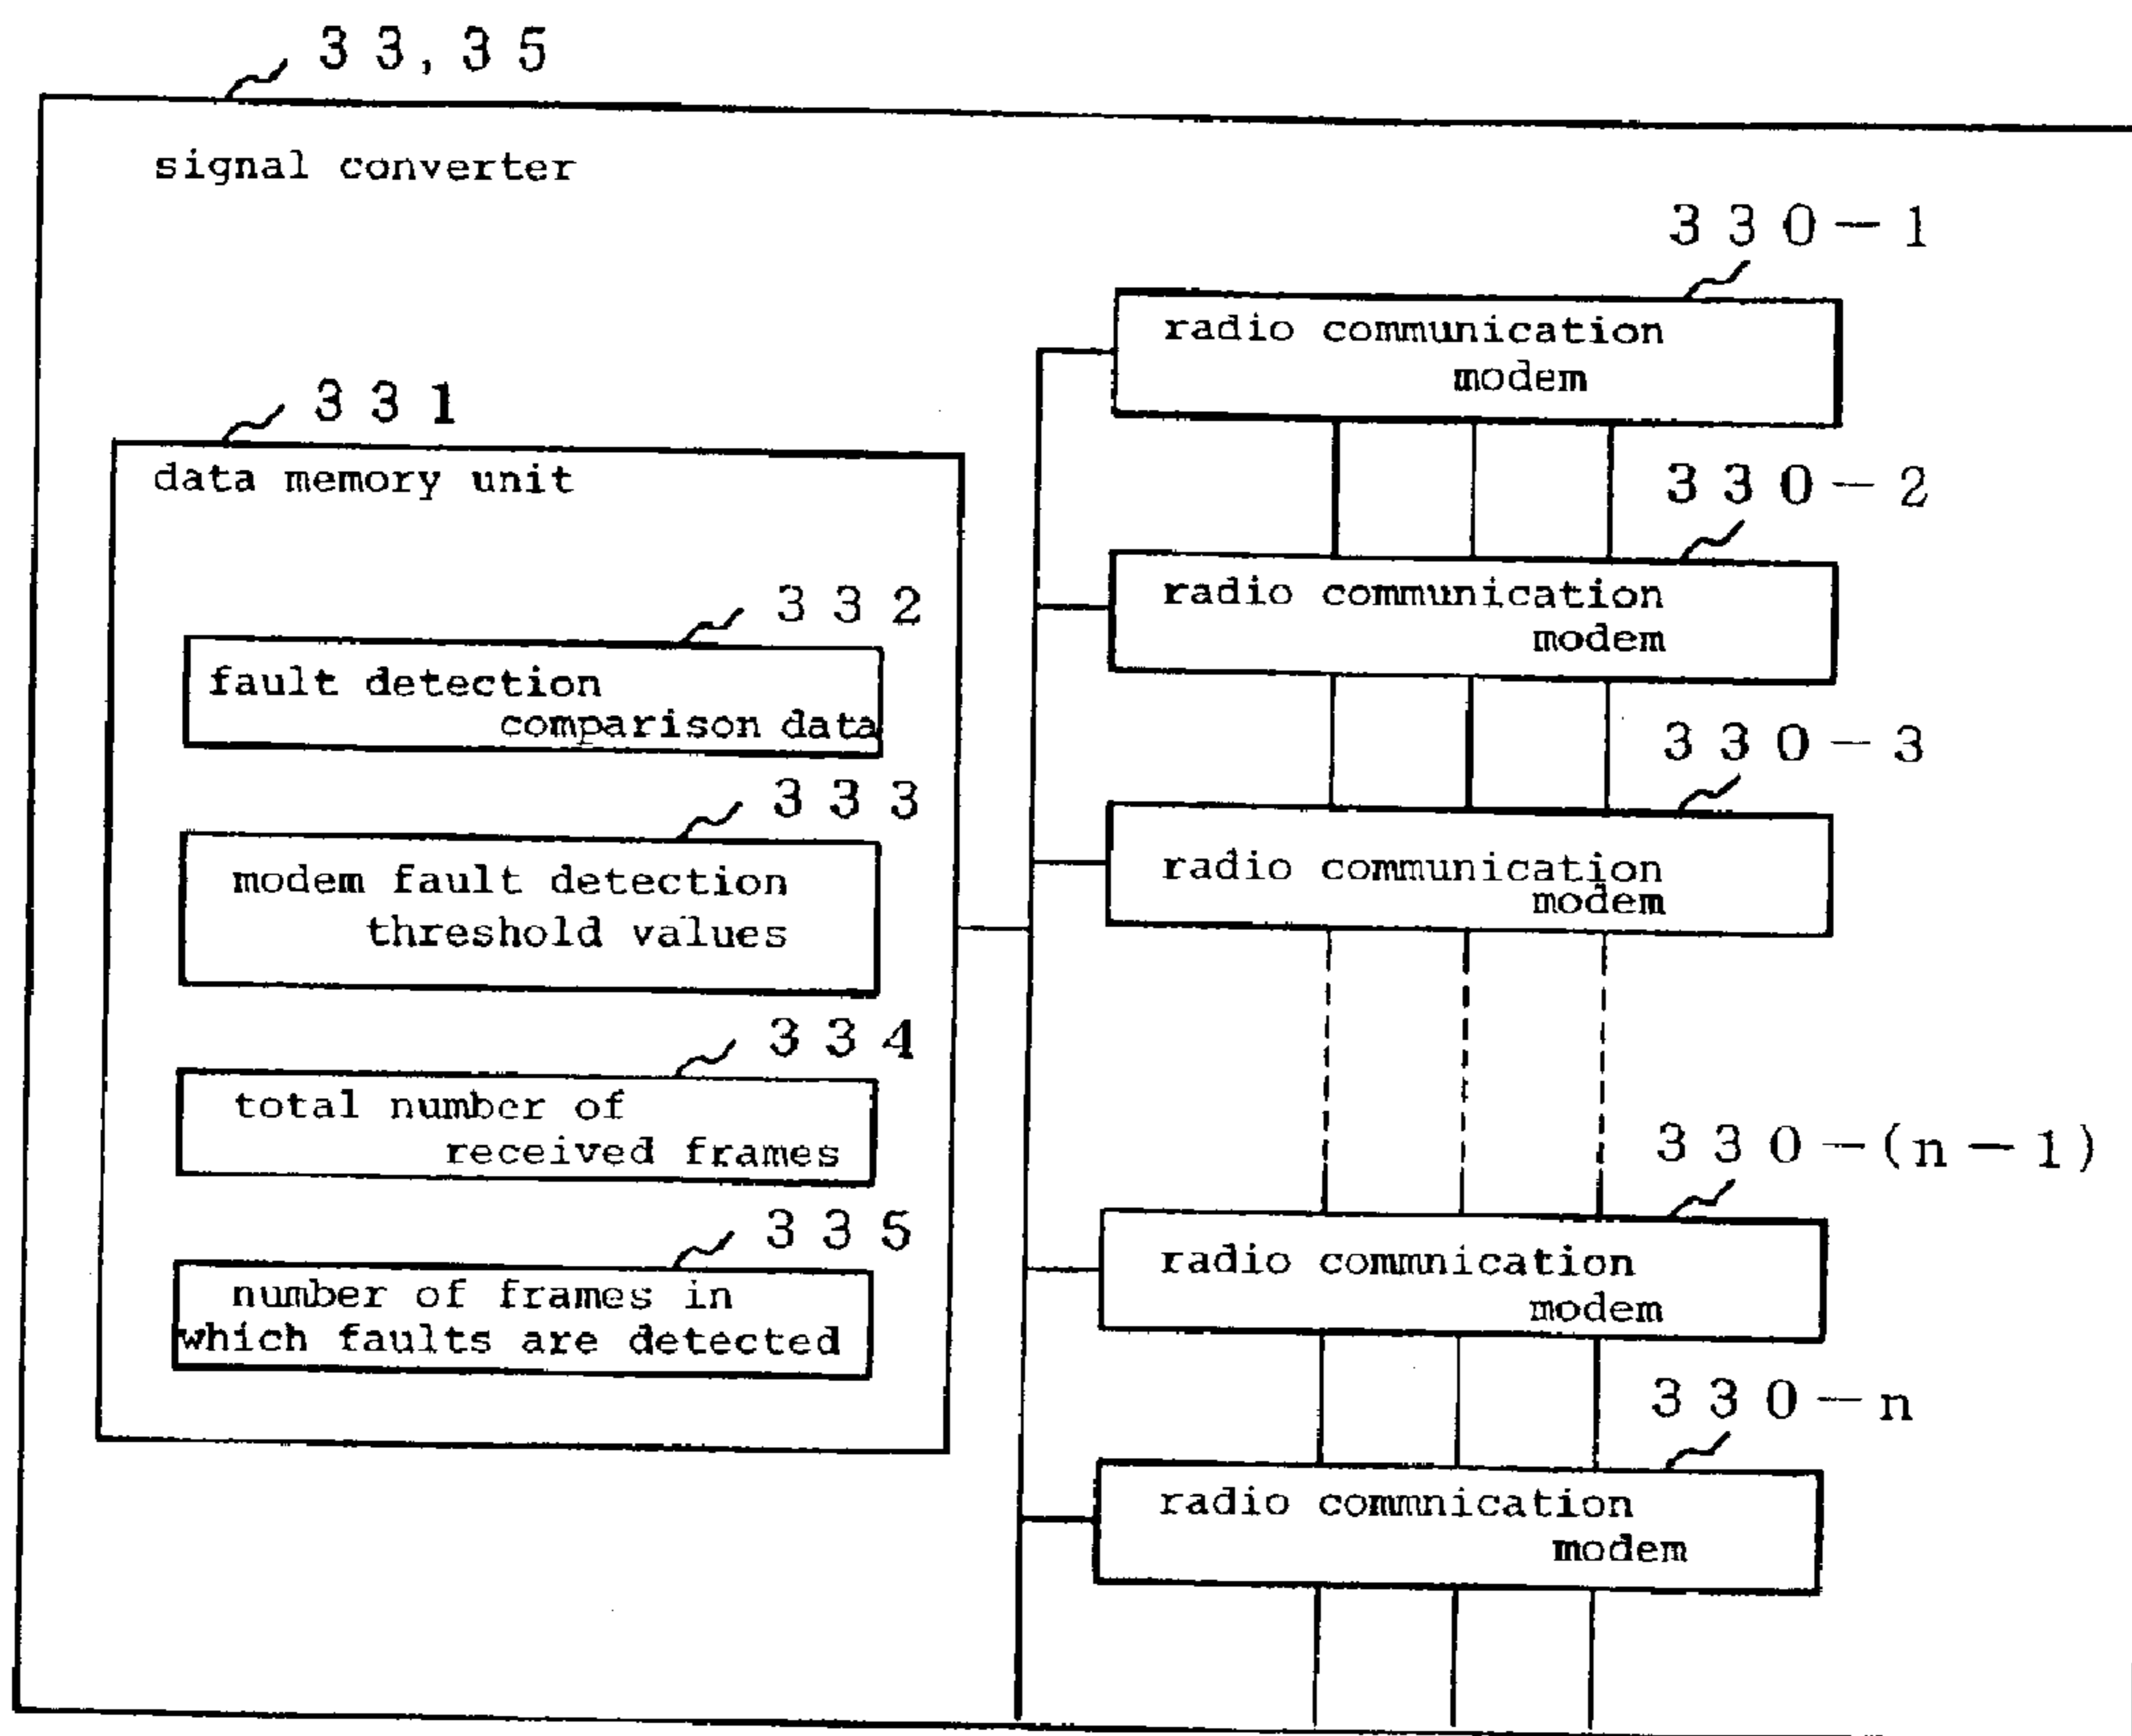 33,35
signal converter
330-1
radio communication
modem
331
data memory unit
330-2
radio communication
modem
332
fault detection
comparison data
330-3
radio communication
modem
333
modem fault detection
threshold values
334
total number of
received frames
330-(n-1)
radio commnication
modem
335
number of frames in
which faults are detected
330-n
radio commnication
modem